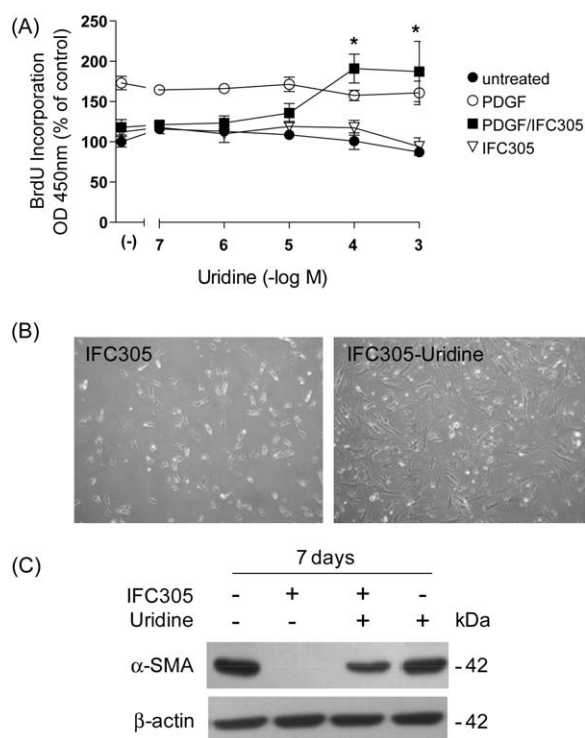 (A)
250
200
150
100
50
0
BrdU Incorporation
OD 450nm (% of control)
* *
(-) 7 6 5 4 3
Uridine (-log M)
untreated
PDGF
PDGF/IFC305
IFC305
(B)
IFC305
IFC305-Uridine
(C)
7 days
IFC305 - + + -
Uridine - - + + kDa
α-SMA - 42
β-actin - 42